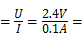 = U/I = 2.4V/0.1A =